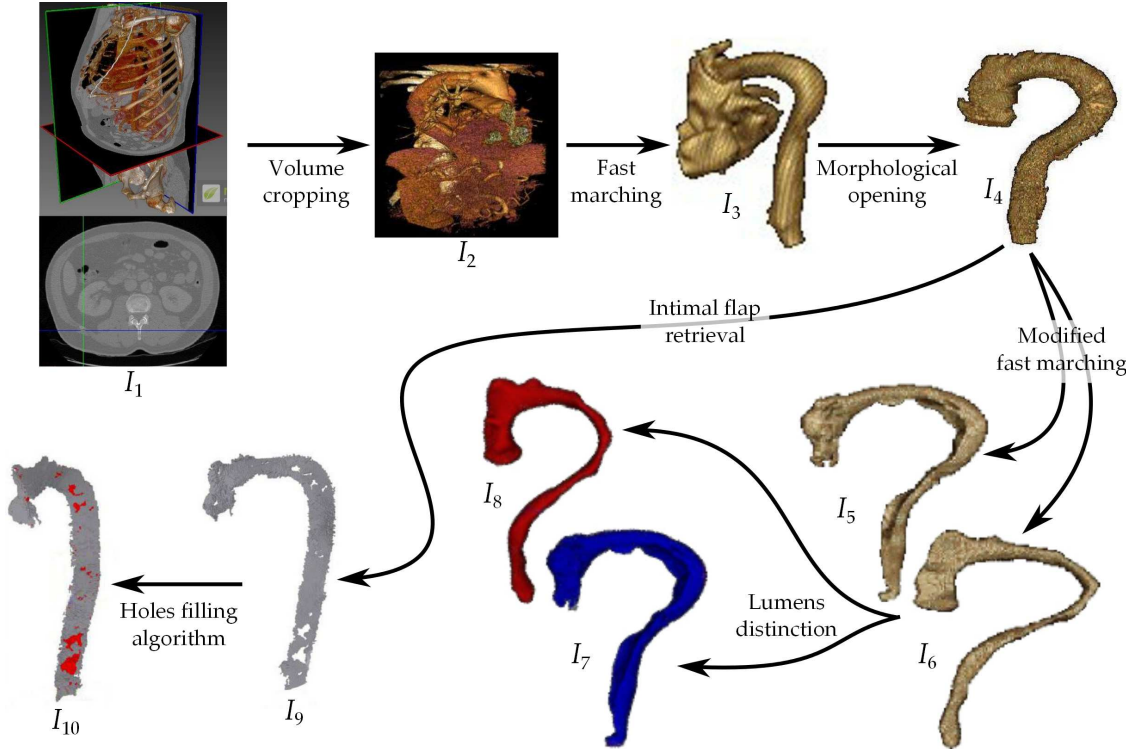 Volume
cropping
Fast
marching
Morphological
opening
I1
I2
I3
I4
Intimal flap
retrieval
Modified
fast marching
I5
I6
Lumens
distinction
I7
I8
I9
Holes filling
algorithm
I10